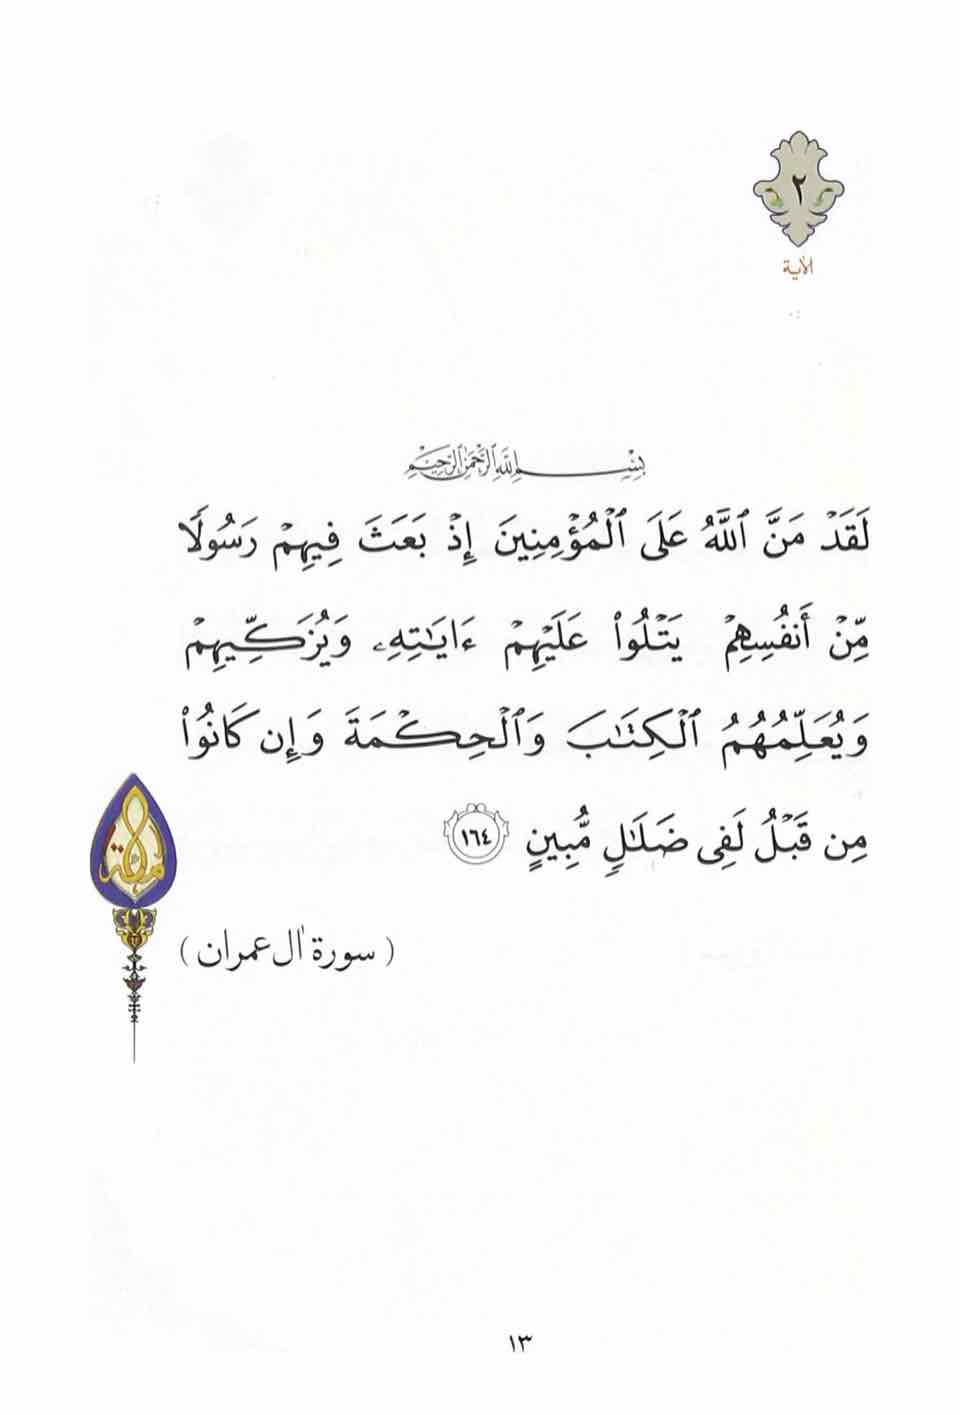 ٢
الآية
بِسْمِ اللَّهِ الرَّحْمَٰنِ الرَّحِيمِ
لَقَدْ مَنَّ ٱللَّهُ عَلَى ٱلْمُؤْمِنِينَ إِذْ بَعَثَ فِيهِمْ رَسُولًا
مِّنْ أَنفُسِهِمْ يَتْلُوا۟ عَلَيْهِمْ ءَايَٰتِهِۦ وَيُزَكِّيهِمْ
وَيُعَلِّمُهُمُ ٱلْكِتَٰبَ وَٱلْحِكْمَةَ وَإِن كَانُوا۟
مِن قَبْلُ لَفِى ضَلَٰلٍ مُّبِينٍ ١٦٤
( سورة اٰل عمران )
١٣